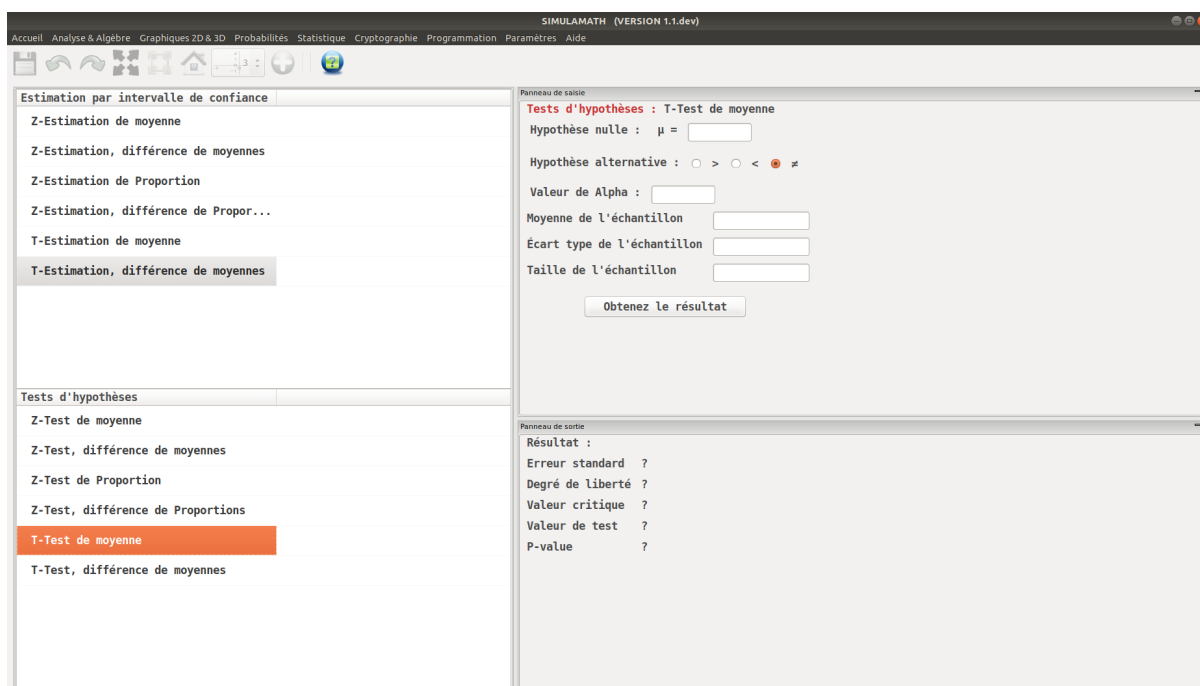 SIMULAMATH (VERSION 1.1.dev)
Accueil Analyse & Algèbre Graphiques 2D & 3D Probabilités Statistique Cryptographie Programmation Paramètres Aide
3
Estimation par intervalle de confiance
Z-Estimation de moyenne
Z-Estimation, différence de moyennes
Z-Estimation de Proportion
Z-Estimation, différence de Propor...
T-Estimation de moyenne
T-Estimation, différence de moyennes
Tests d'hypothèses
Z-Test de moyenne
Z-Test, différence de moyennes
Z-Test de Proportion
Z-Test, différence de Proportions
T-Test de moyenne
T-Test, différence de moyennes
Panneau de saisie
Tests d'hypothèses : T-Test de moyenne
Hypothèse nulle : µ =
Hypothèse alternative : > < ≠
Valeur de Alpha :
Moyenne de l'échantillon
Écart type de l'échantillon
Taille de l'échantillon
Obtenez le résultat
Panneau de sortie
Résultat :
Erreur standard ?
Degré de liberté ?
Valeur critique ?
Valeur de test ?
P-value ?